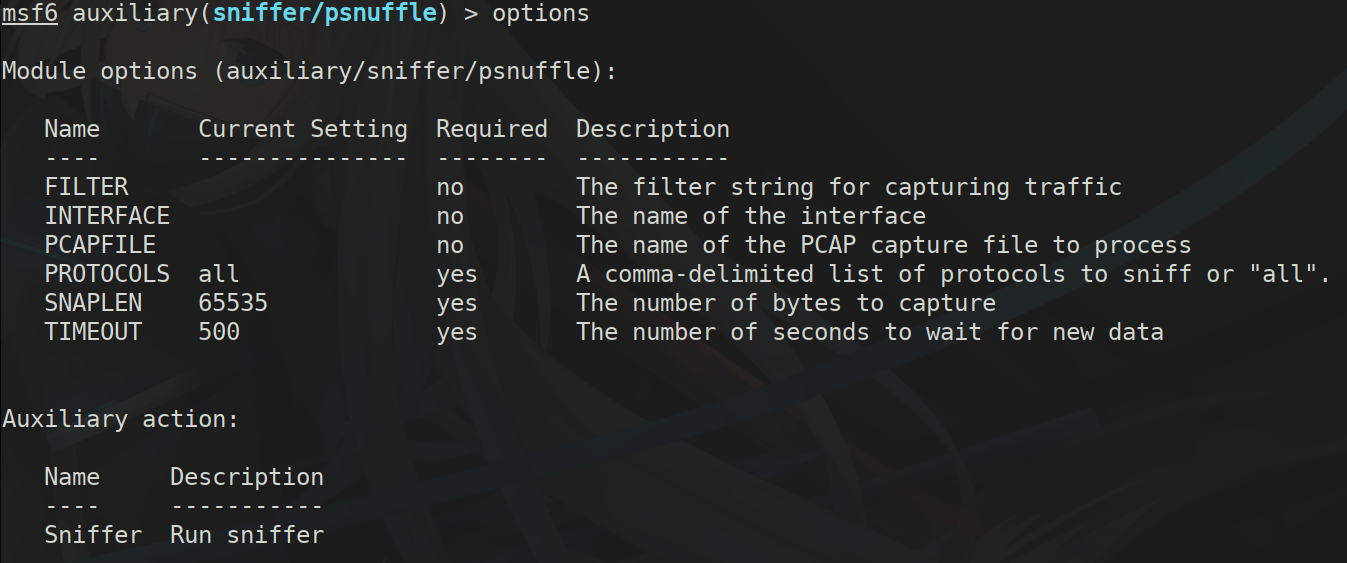 msf6 auxiliary(sniffer/psnuffle) > options
Module options (auxiliary/sniffer/psnuffle):
Name       Current Setting  Required  Description
----       ---------------  --------  -----------
FILTER                      no        The filter string for capturing traffic
INTERFACE                   no        The name of the interface
PCAPFILE                    no        The name of the PCAP capture file to process
PROTOCOLS  all              yes       A comma-delimited list of protocols to sniff or "all".
SNAPLEN    65535            yes       The number of bytes to capture
TIMEOUT    500              yes       The number of seconds to wait for new data
Auxiliary action:
Name     Description
----     -----------
Sniffer  Run sniffer